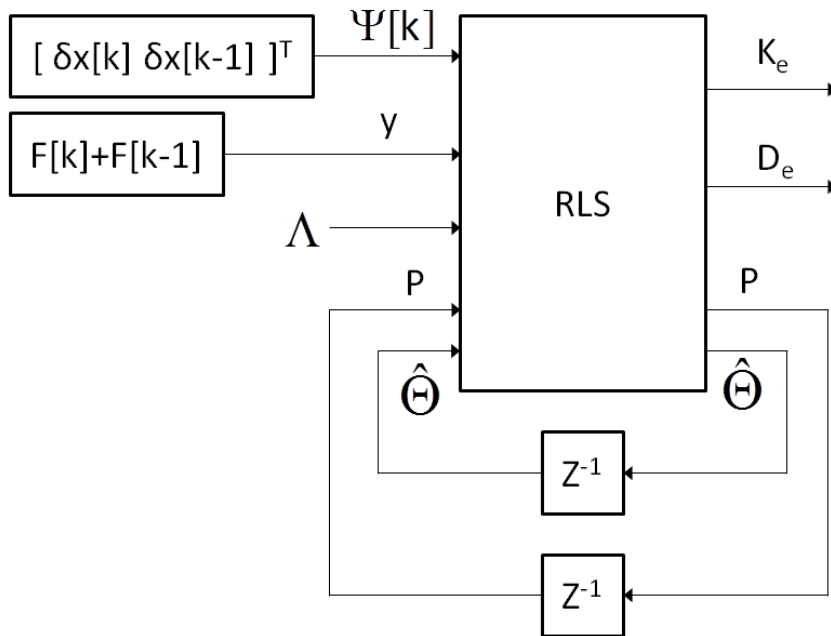 [ δx[k] δx[k-1] ]ᵀ
Ψ[k]
Kₑ
F[k]+F[k-1]
y
Dₑ
RLS
Λ
P
P
Θ̂
Θ̂
Z⁻¹
Z⁻¹